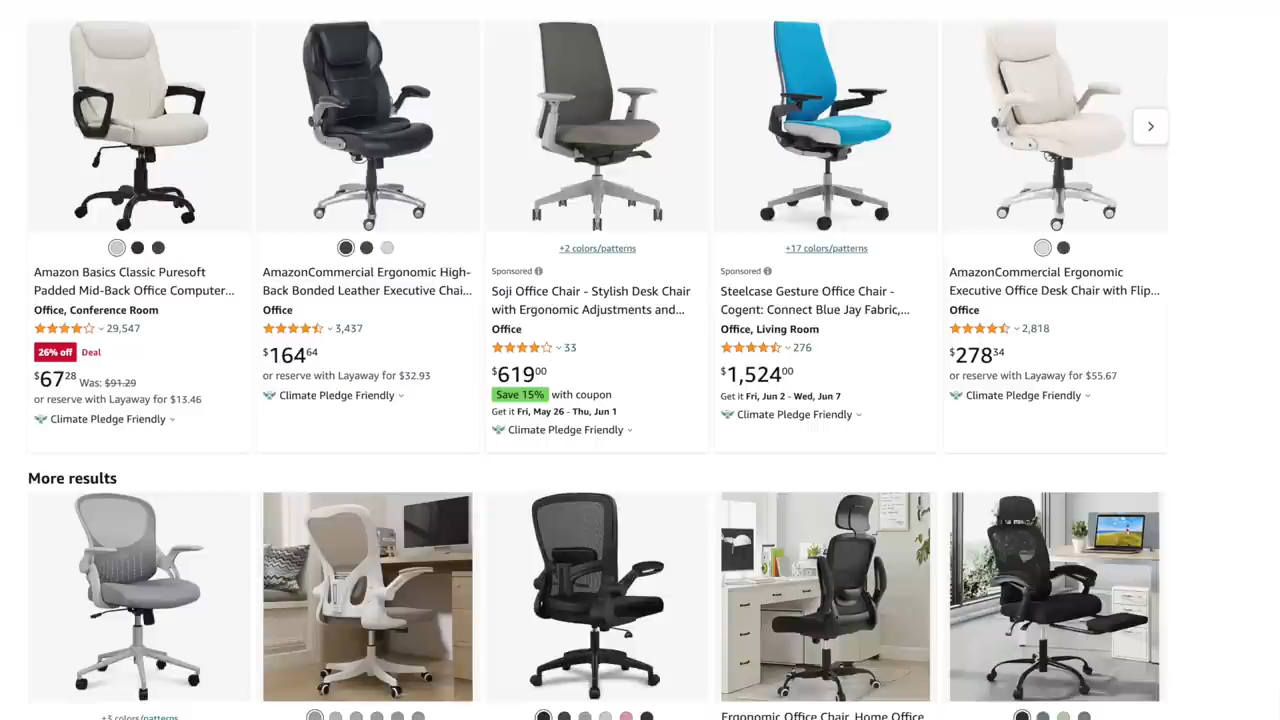 +2 colors/patterns
+17 colors/patterns
Amazon Basics Classic Puresoft
Padded Mid-Back Office Computer...
Office, Conference Room
29,547
26% off Deal
$67.28 Was: $91.29
or reserve with Layaway for $13.46
Climate Pledge Friendly
AmazonCommercial Ergonomic High-
Back Bonded Leather Executive Chai...
Office
3,437
$164.64
or reserve with Layaway for $32.93
Climate Pledge Friendly
Sponsored
Soji Office Chair - Stylish Desk Chair
with Ergonomic Adjustments and...
Office
33
$619.00
Save 15% with coupon
Get it Fri, May 26 - Thu, Jun 1
Climate Pledge Friendly
Sponsored
Steelcase Gesture Office Chair -
Cogent: Connect Blue Jay Fabric,...
Office, Living Room
276
$1,524.00
Get it Fri, Jun 2 - Wed, Jun 7
Climate Pledge Friendly
AmazonCommercial Ergonomic
Executive Office Desk Chair with Flip...
Office
2,818
$278.34
or reserve with Layaway for $55.67
Climate Pledge Friendly
More results
+3 colors/patterns
Ergonomic Office Chair, Home Office